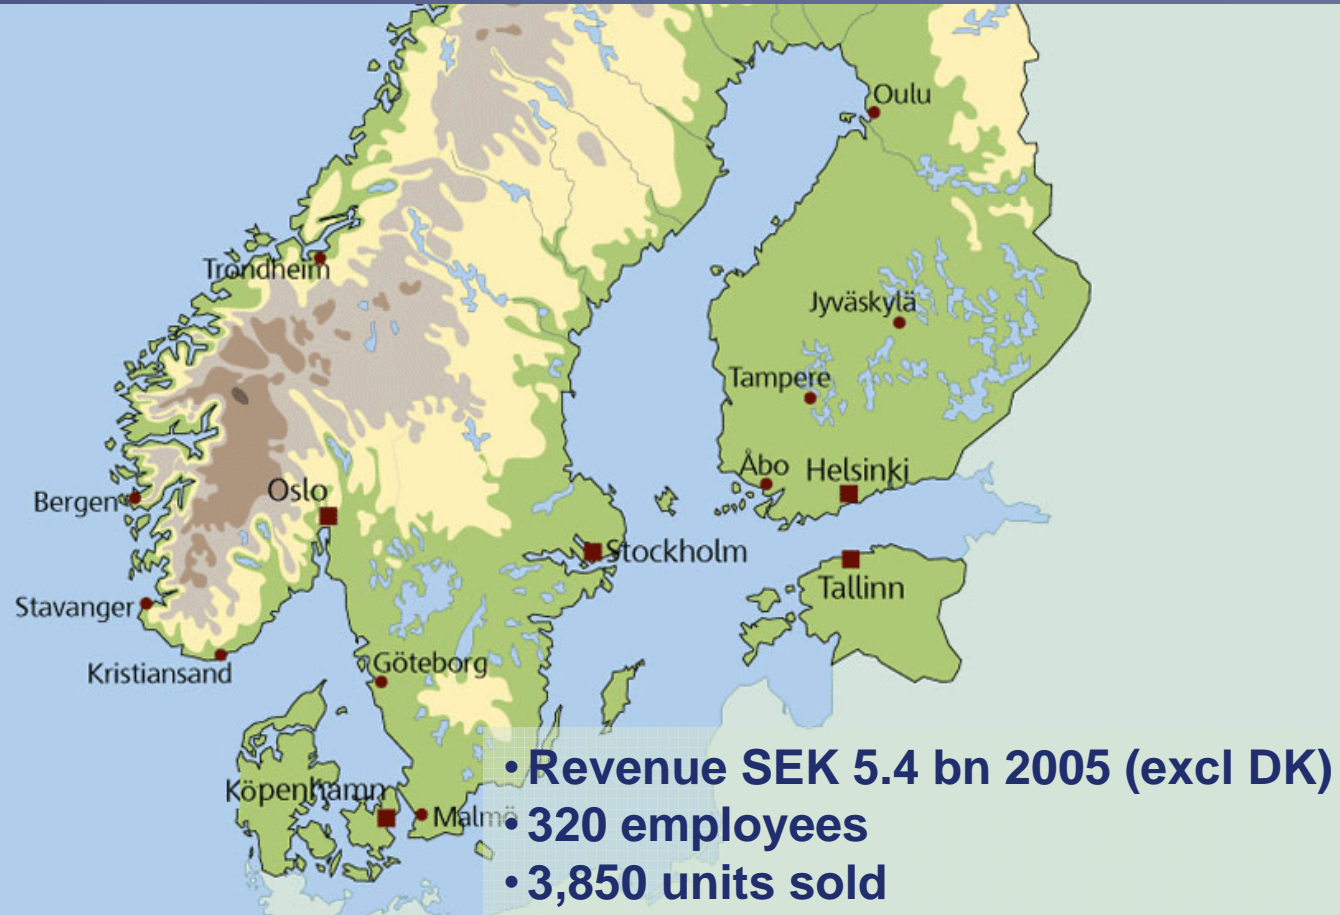 Oulu
Trondheim
Jyväskylä
Tampere
Åbo
Helsinki
Bergen
Oslo
Stockholm
Tallinn
Stavanger
Kristiansand
Göteborg
Köpenhamn
Malmö
• Revenue SEK 5.4 bn 2005 (excl DK)
• 320 employees
• 3,850 units sold